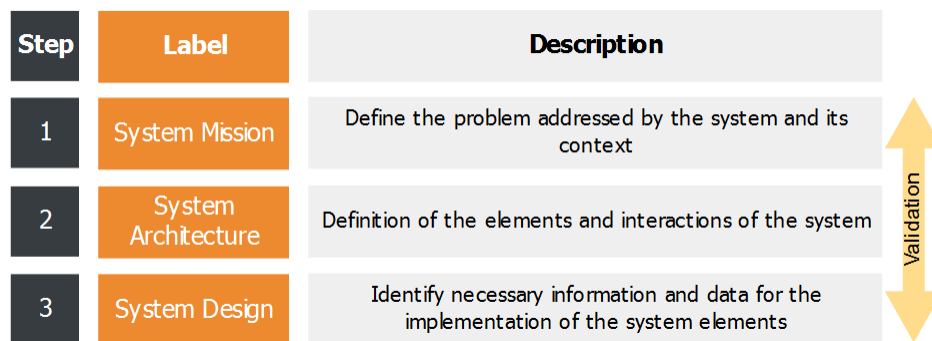 Step
Label
Description
1
System Mission
Define the problem addressed by the system and its
context
2
System
Architecture
Definition of the elements and interactions of the system
3
System Design
Identify necessary information and data for the
implementation of the system elements
Validation